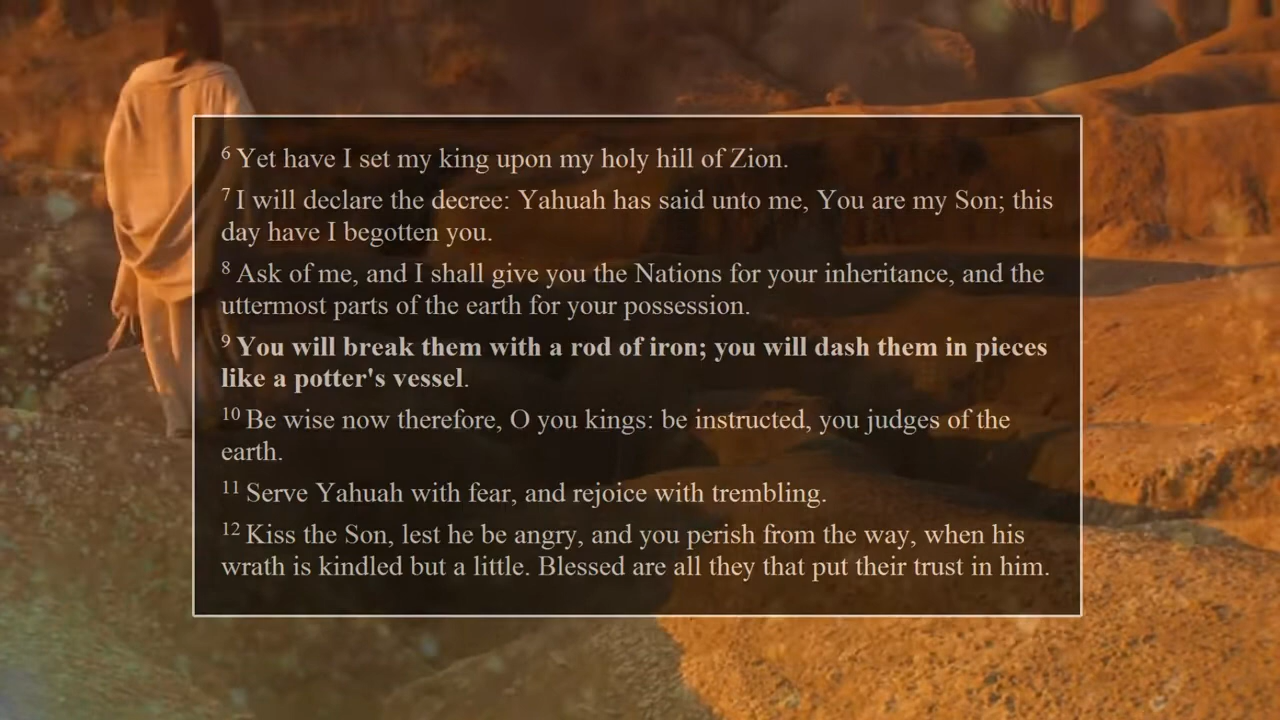 6 Yet have I set my king upon my holy hill of Zion.
7 I will declare the decree: Yahuah has said unto me, You are my Son; this
day have I begotten you.
8 Ask of me, and I shall give you the Nations for your inheritance, and the
uttermost parts of the earth for your possession.
9 You will break them with a rod of iron; you will dash them in pieces
like a potter's vessel.
10 Be wise now therefore, O you kings: be instructed, you judges of the
earth.
11 Serve Yahuah with fear, and rejoice with trembling.
12 Kiss the Son, lest he be angry, and you perish from the way, when his
wrath is kindled but a little. Blessed are all they that put their trust in him.